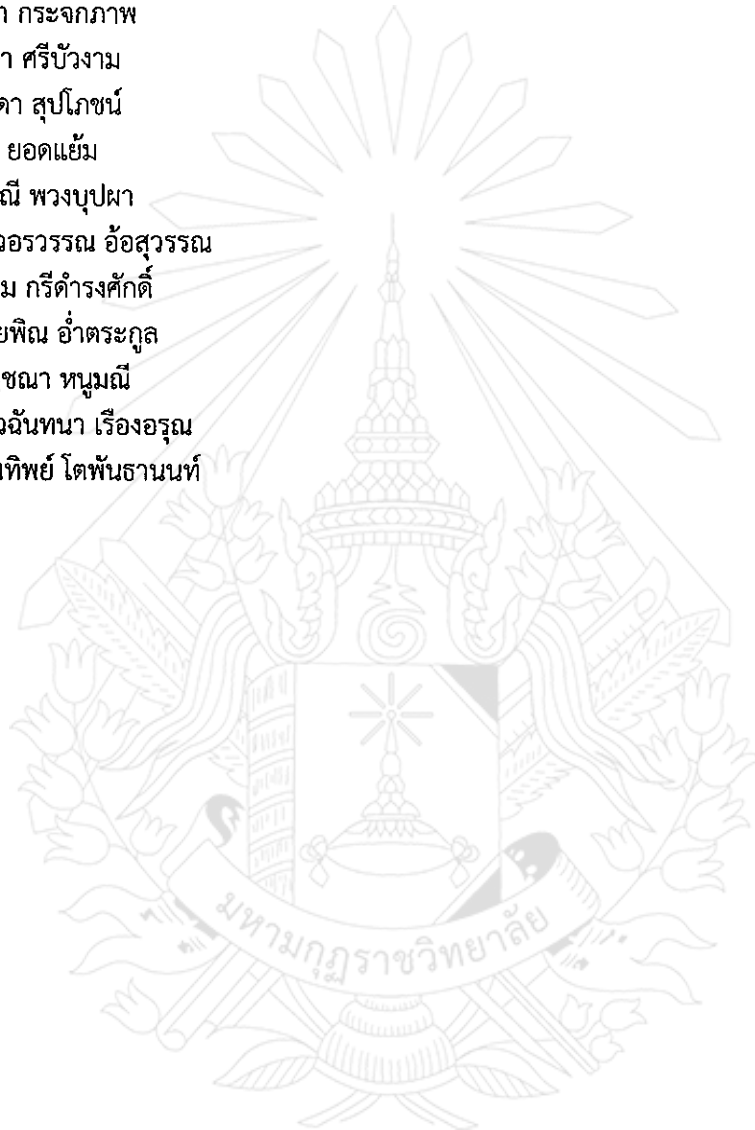 า กระจกภาพ
า ศรีบัวงาม
ดา สุปโภชน์
ยอดแย้ม
ณี พวงบุปผา
วอรวรรณ อ้อสุวรรณ
ม กรีดำรงศักดิ์
ยพิณ อ่ำตระกูล
ชณา หนูมณี
วฉันทนา เรืองอรุณ
ทิพย์ โตพันธานนท์
มหามกุฏราชวิทยาลัย